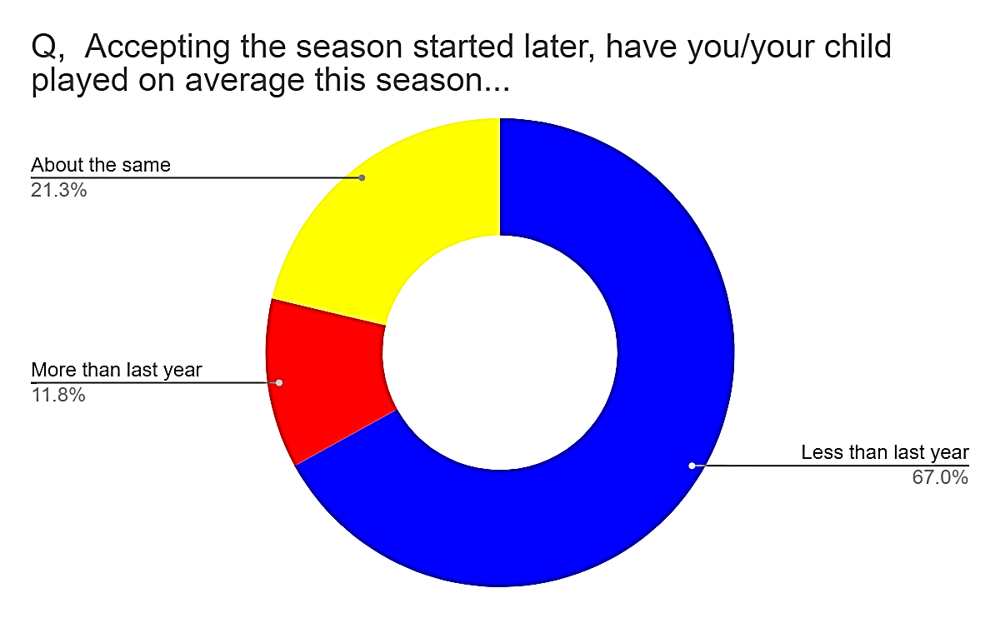 Q,  Accepting the season started later, have you/your child
played on average this season...
About the same
21.3%
More than last year
11.8%
Less than last year
67.0%